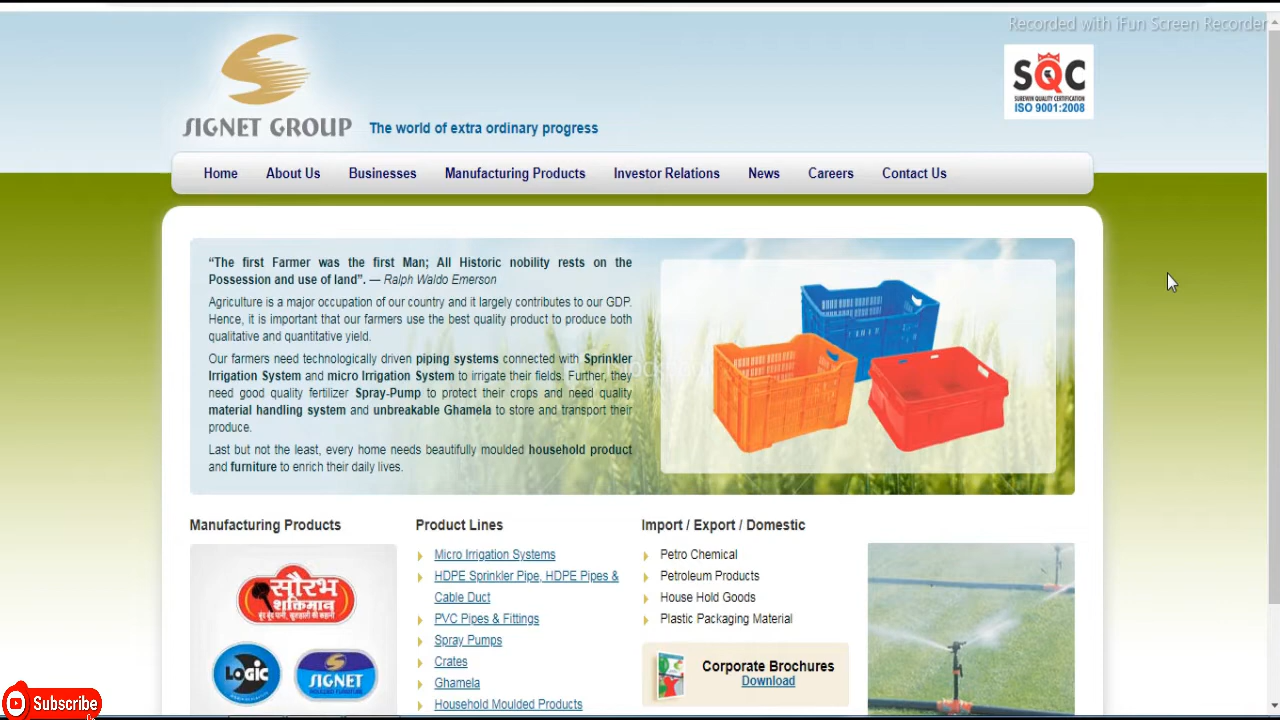 Recorded with iFun Screen Recorder
SQC
SUREWIN QUALITY CERTIFICATION
ISO 9001:2008
SIGNET GROUP
The world of extra ordinary progress
Home About Us Businesses Manufacturing Products Investor Relations News Careers Contact Us
“The first Farmer was the first Man; All Historic nobility rests on the
Possession and use of land”. — Ralph Waldo Emerson
Agriculture is a major occupation of our country and it largely contributes to our GDP.
Hence, it is important that our farmers use the best quality product to produce both
qualitative and quantitative yield.
Our farmers need technologically driven piping systems connected with Sprinkler
Irrigation System and micro Irrigation System to irrigate their fields. Further, they
need good quality fertilizer Spray-Pump to protect their crops and need quality
material handling system and unbreakable Ghamela to store and transport their
produce.
Last but not the least, every home needs beautifully moulded household product
and furniture to enrich their daily lives.
Manufacturing Products
सौरभ
शक्तिमान
बूंद बूंद पानी, खुशहाली की कहानी
LOGIC
SIGNET
MOULDED FURNITURE
Product Lines
Micro Irrigation Systems
HDPE Sprinkler Pipe, HDPE Pipes &
Cable Duct
PVC Pipes & Fittings
Spray Pumps
Crates
Ghamela
Household Moulded Products
Import / Export / Domestic
Petro Chemical
Petroleum Products
House Hold Goods
Plastic Packaging Material
Corporate Brochures
Download
Subscribe